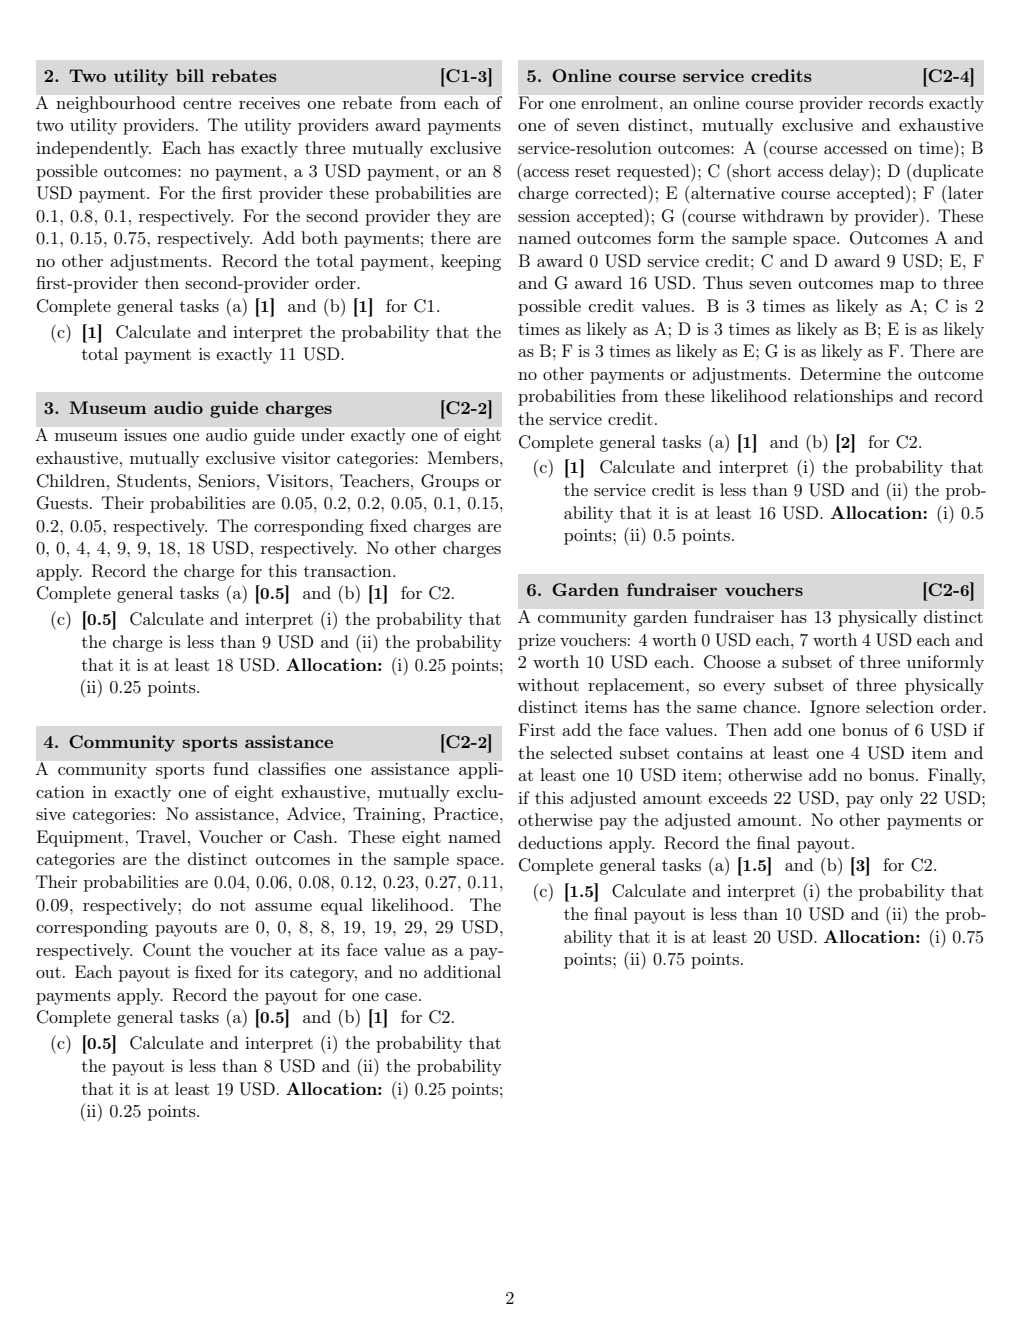 2. Two utility bill rebates [C1-3]
A neighbourhood centre receives one rebate from each of
two utility providers. The utility providers award payments
independently. Each has exactly three mutually exclusive
possible outcomes: no payment, a 3 USD payment, or an 8
USD payment. For the first provider these probabilities are
0.1, 0.8, 0.1, respectively. For the second provider they are
0.1, 0.15, 0.75, respectively. Add both payments; there are
no other adjustments. Record the total payment, keeping
first-provider then second-provider order.
Complete general tasks (a) [1] and (b) [1] for C1.
(c) [1] Calculate and interpret the probability that the
total payment is exactly 11 USD.
3. Museum audio guide charges [C2-2]
A museum issues one audio guide under exactly one of eight
exhaustive, mutually exclusive visitor categories: Members,
Children, Students, Seniors, Visitors, Teachers, Groups or
Guests. Their probabilities are 0.05, 0.2, 0.2, 0.05, 0.1, 0.15,
0.2, 0.05, respectively. The corresponding fixed charges are
0, 0, 4, 4, 9, 9, 18, 18 USD, respectively. No other charges
apply. Record the charge for this transaction.
Complete general tasks (a) [0.5] and (b) [1] for C2.
(c) [0.5] Calculate and interpret (i) the probability that
the charge is less than 9 USD and (ii) the probability
that it is at least 18 USD. Allocation: (i) 0.25 points;
(ii) 0.25 points.
4. Community sports assistance [C2-2]
A community sports fund classifies one assistance appli-
cation in exactly one of eight exhaustive, mutually exclu-
sive categories: No assistance, Advice, Training, Practice,
Equipment, Travel, Voucher or Cash. These eight named
categories are the distinct outcomes in the sample space.
Their probabilities are 0.04, 0.06, 0.08, 0.12, 0.23, 0.27, 0.11,
0.09, respectively; do not assume equal likelihood. The
corresponding payouts are 0, 0, 8, 8, 19, 19, 29, 29 USD,
respectively. Count the voucher at its face value as a pay-
out. Each payout is fixed for its category, and no additional
payments apply. Record the payout for one case.
Complete general tasks (a) [0.5] and (b) [1] for C2.
(c) [0.5] Calculate and interpret (i) the probability that
the payout is less than 8 USD and (ii) the probability
that it is at least 19 USD. Allocation: (i) 0.25 points;
(ii) 0.25 points.
5. Online course service credits [C2-4]
For one enrolment, an online course provider records exactly
one of seven distinct, mutually exclusive and exhaustive
service-resolution outcomes: A (course accessed on time); B
(access reset requested); C (short access delay); D (duplicate
charge corrected); E (alternative course accepted); F (later
session accepted); G (course withdrawn by provider). These
named outcomes form the sample space. Outcomes A and
B award 0 USD service credit; C and D award 9 USD; E, F
and G award 16 USD. Thus seven outcomes map to three
possible credit values. B is 3 times as likely as A; C is 2
times as likely as A; D is 3 times as likely as B; E is as likely
as B; F is 3 times as likely as E; G is as likely as F. There are
no other payments or adjustments. Determine the outcome
probabilities from these likelihood relationships and record
the service credit.
Complete general tasks (a) [1] and (b) [2] for C2.
(c) [1] Calculate and interpret (i) the probability that
the service credit is less than 9 USD and (ii) the prob-
ability that it is at least 16 USD. Allocation: (i) 0.5
points; (ii) 0.5 points.
6. Garden fundraiser vouchers [C2-6]
A community garden fundraiser has 13 physically distinct
prize vouchers: 4 worth 0 USD each, 7 worth 4 USD each and
2 worth 10 USD each. Choose a subset of three uniformly
without replacement, so every subset of three physically
distinct items has the same chance. Ignore selection order.
First add the face values. Then add one bonus of 6 USD if
the selected subset contains at least one 4 USD item and
at least one 10 USD item; otherwise add no bonus. Finally,
if this adjusted amount exceeds 22 USD, pay only 22 USD;
otherwise pay the adjusted amount. No other payments or
deductions apply. Record the final payout.
Complete general tasks (a) [1.5] and (b) [3] for C2.
(c) [1.5] Calculate and interpret (i) the probability that
the final payout is less than 10 USD and (ii) the prob-
ability that it is at least 20 USD. Allocation: (i) 0.75
points; (ii) 0.75 points.
2